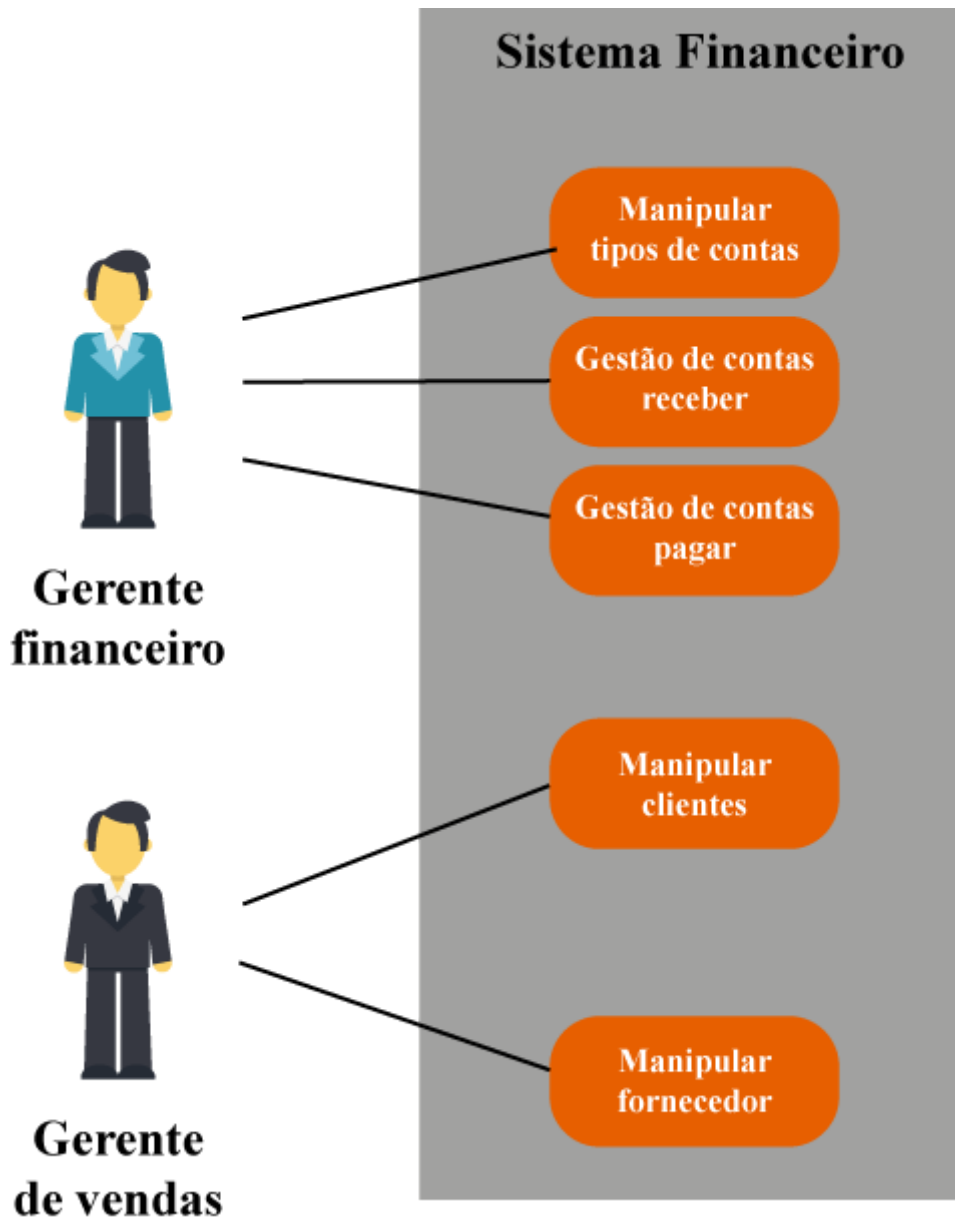 Sistema Financeiro
Manipular
tipos de contas
Gestão de contas
receber
Gestão de contas
pagar
Gerente
financeiro
Manipular
clientes
Manipular
fornecedor
Gerente
de vendas